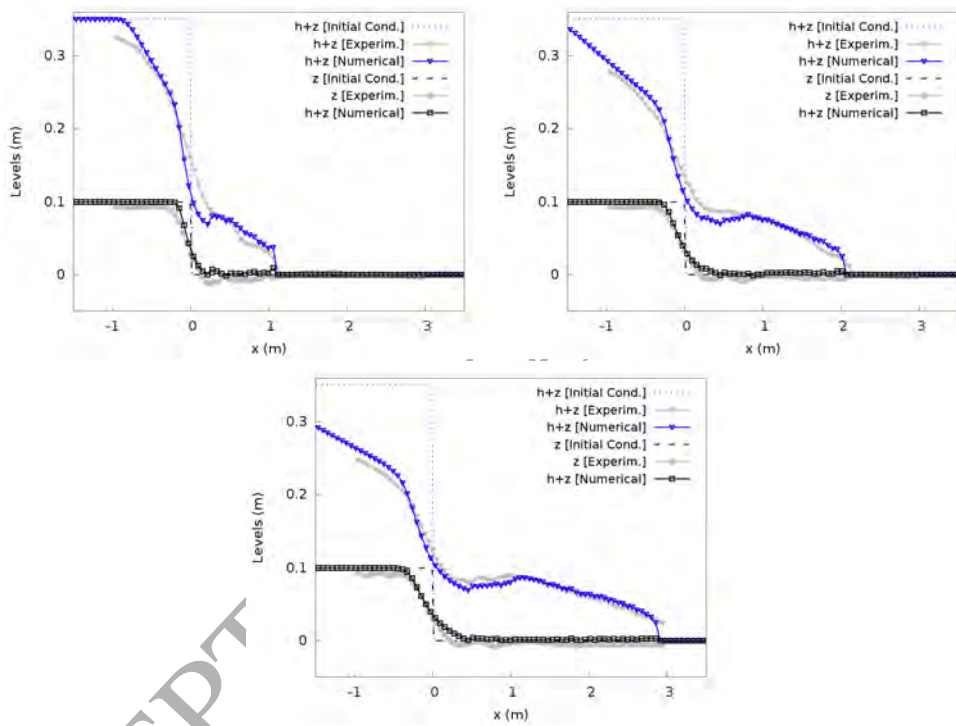 h+z [Initial Cond.]
h+z [Experim.]
h+z [Numerical]
z [Initial Cond.]
z [Experim.]
h+z [Numerical]
0.3
0.2
0.1
0
Levels (m)
-1 0 1 2 3
x (m)
h+z [Initial Cond.]
h+z [Experim.]
h+z [Numerical]
z [Initial Cond.]
z [Experim.]
h+z [Numerical]
0.3
0.2
0.1
0
Levels (m)
-1 0 1 2 3
x (m)
h+z [Initial Cond.]
h+z [Experim.]
h+z [Numerical]
z [Initial Cond.]
z [Experim.]
h+z [Numerical]
0.3
0.2
0.1
0
Levels (m)
-1 0 1 2 3
x (m)
EPT